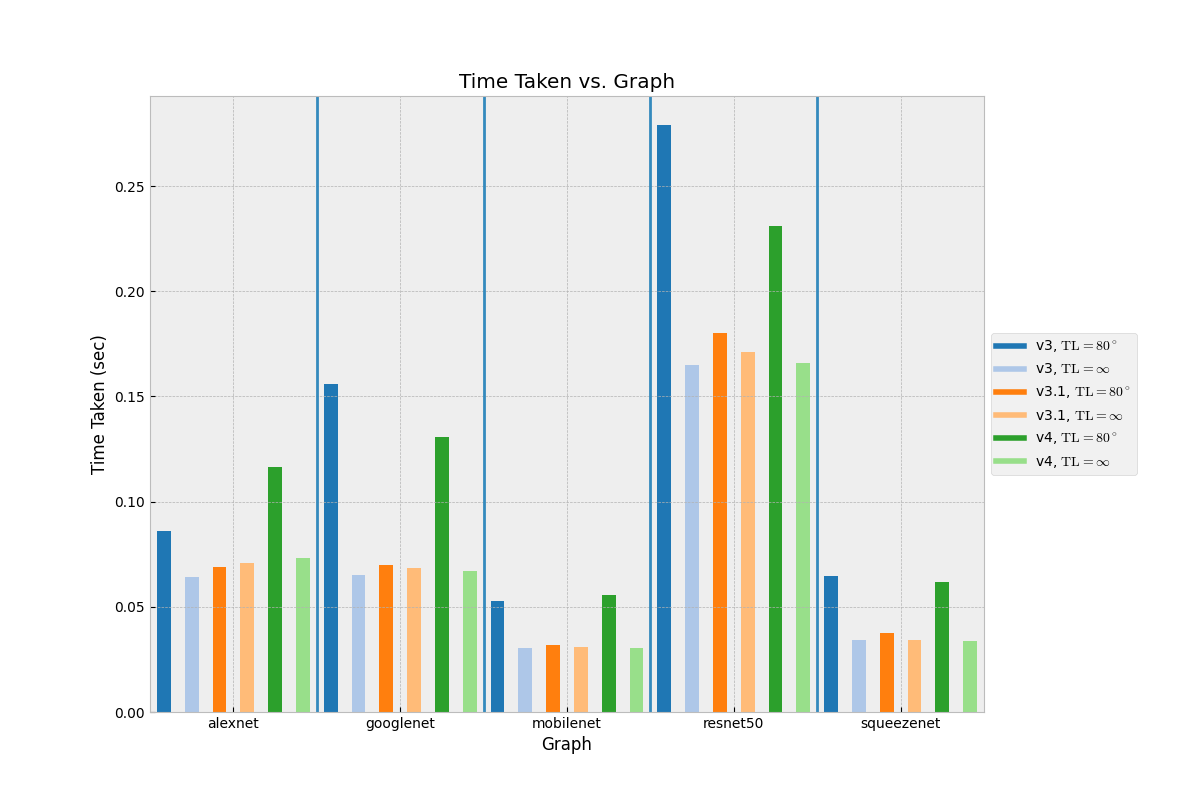 Time Taken vs. Graph
Time Taken (sec)
0.25
0.20
0.15
0.10
0.05
0.00
alexnet googlenet mobilenet resnet50 squeezenet
Graph
v3, TL = 80°
v3, TL = ∞
v3.1, TL = 80°
v3.1, TL = ∞
v4, TL = 80°
v4, TL = ∞